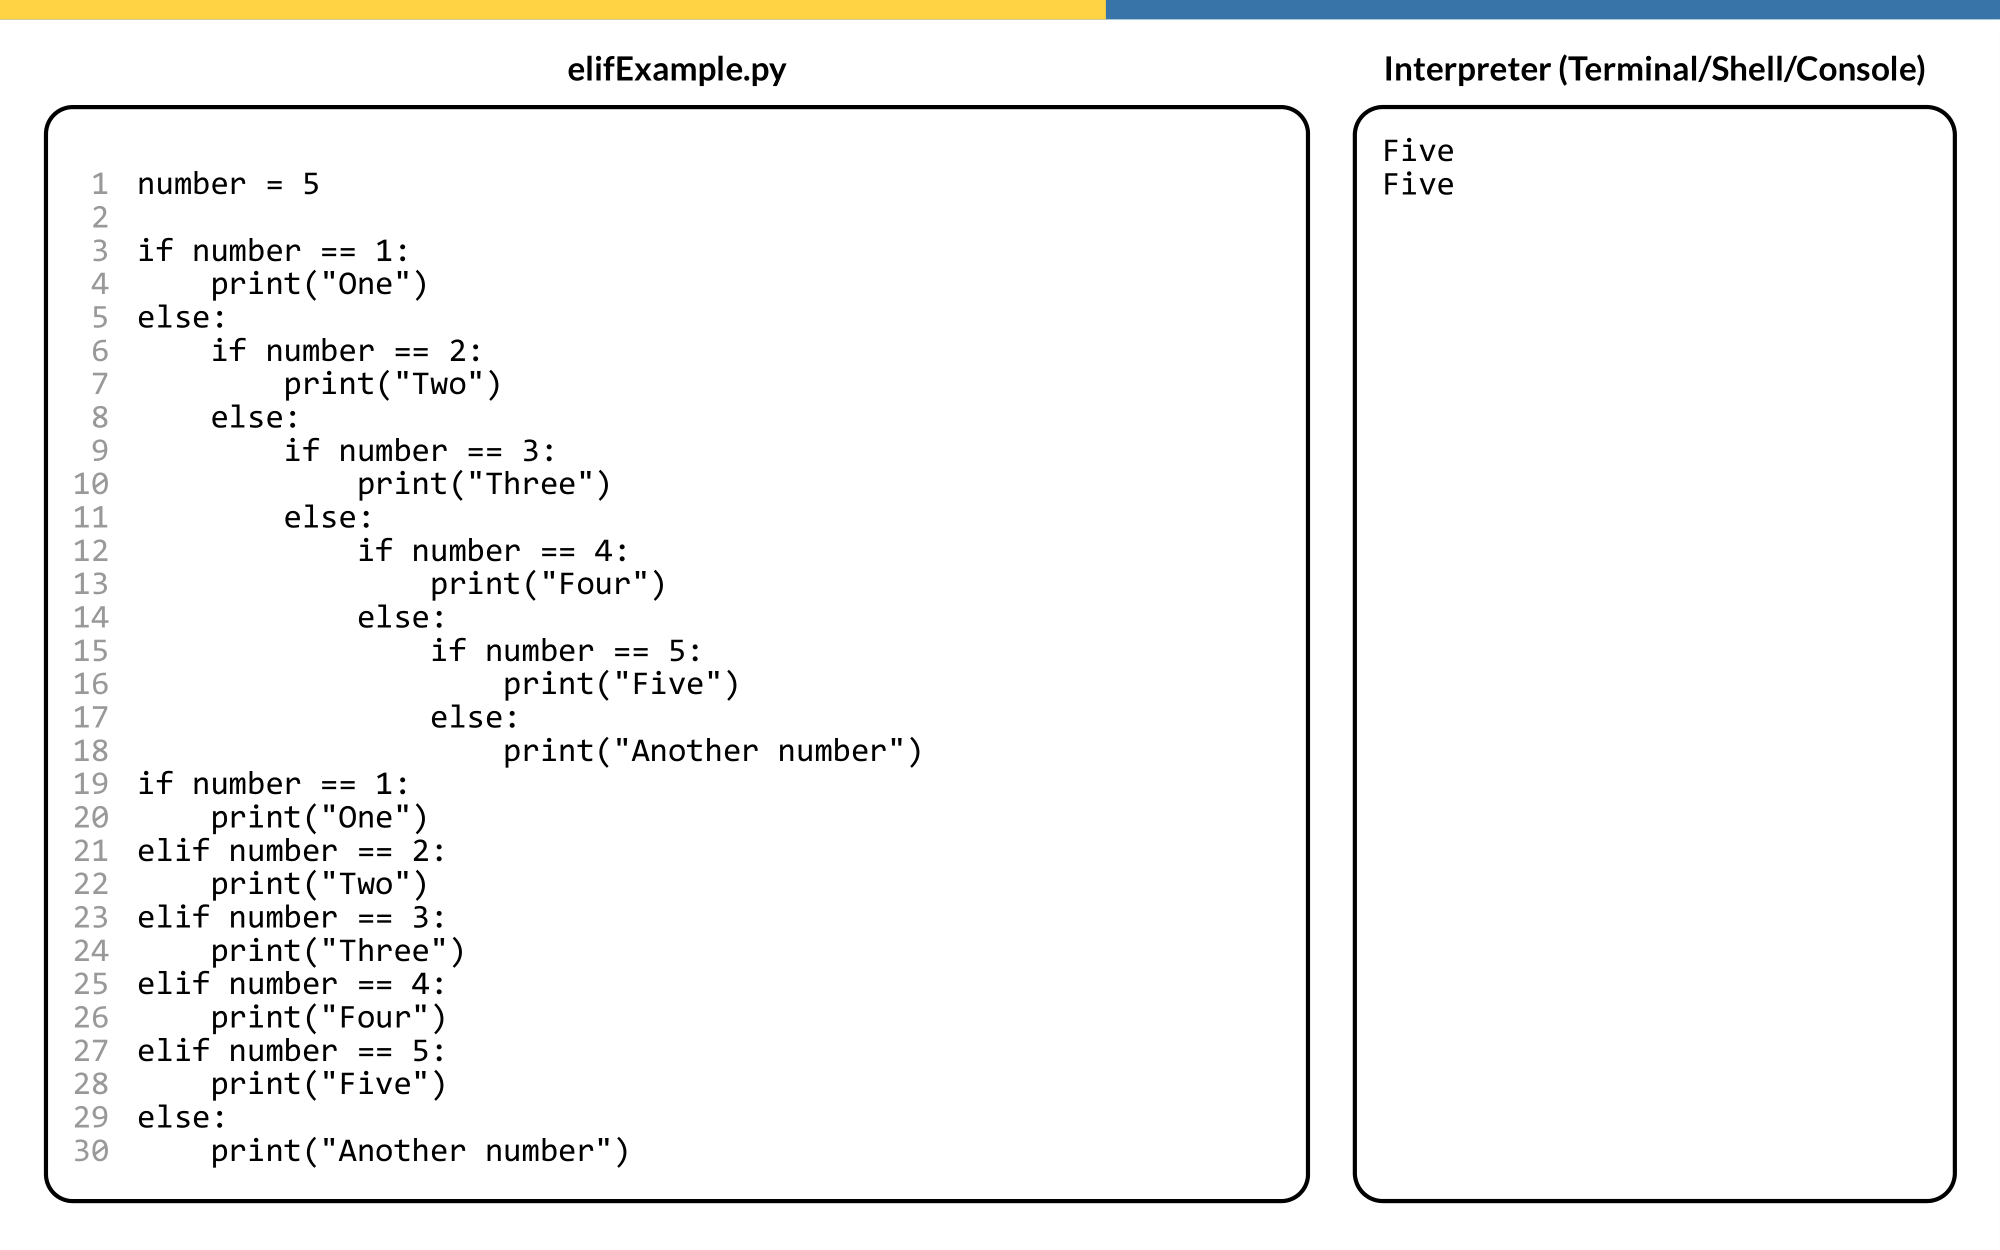 elifExample.py
1 number = 5
2
3 if number == 1:
4     print("One")
5 else:
6     if number == 2:
7         print("Two")
8     else:
9         if number == 3:
10             print("Three")
11         else:
12             if number == 4:
13                 print("Four")
14             else:
15                 if number == 5:
16                     print("Five")
17                 else:
18                     print("Another number")
19 if number == 1:
20     print("One")
21 elif number == 2:
22     print("Two")
23 elif number == 3:
24     print("Three")
25 elif number == 4:
26     print("Four")
27 elif number == 5:
28     print("Five")
29 else:
30     print("Another number")
Interpreter (Terminal/Shell/Console)
Five
Five